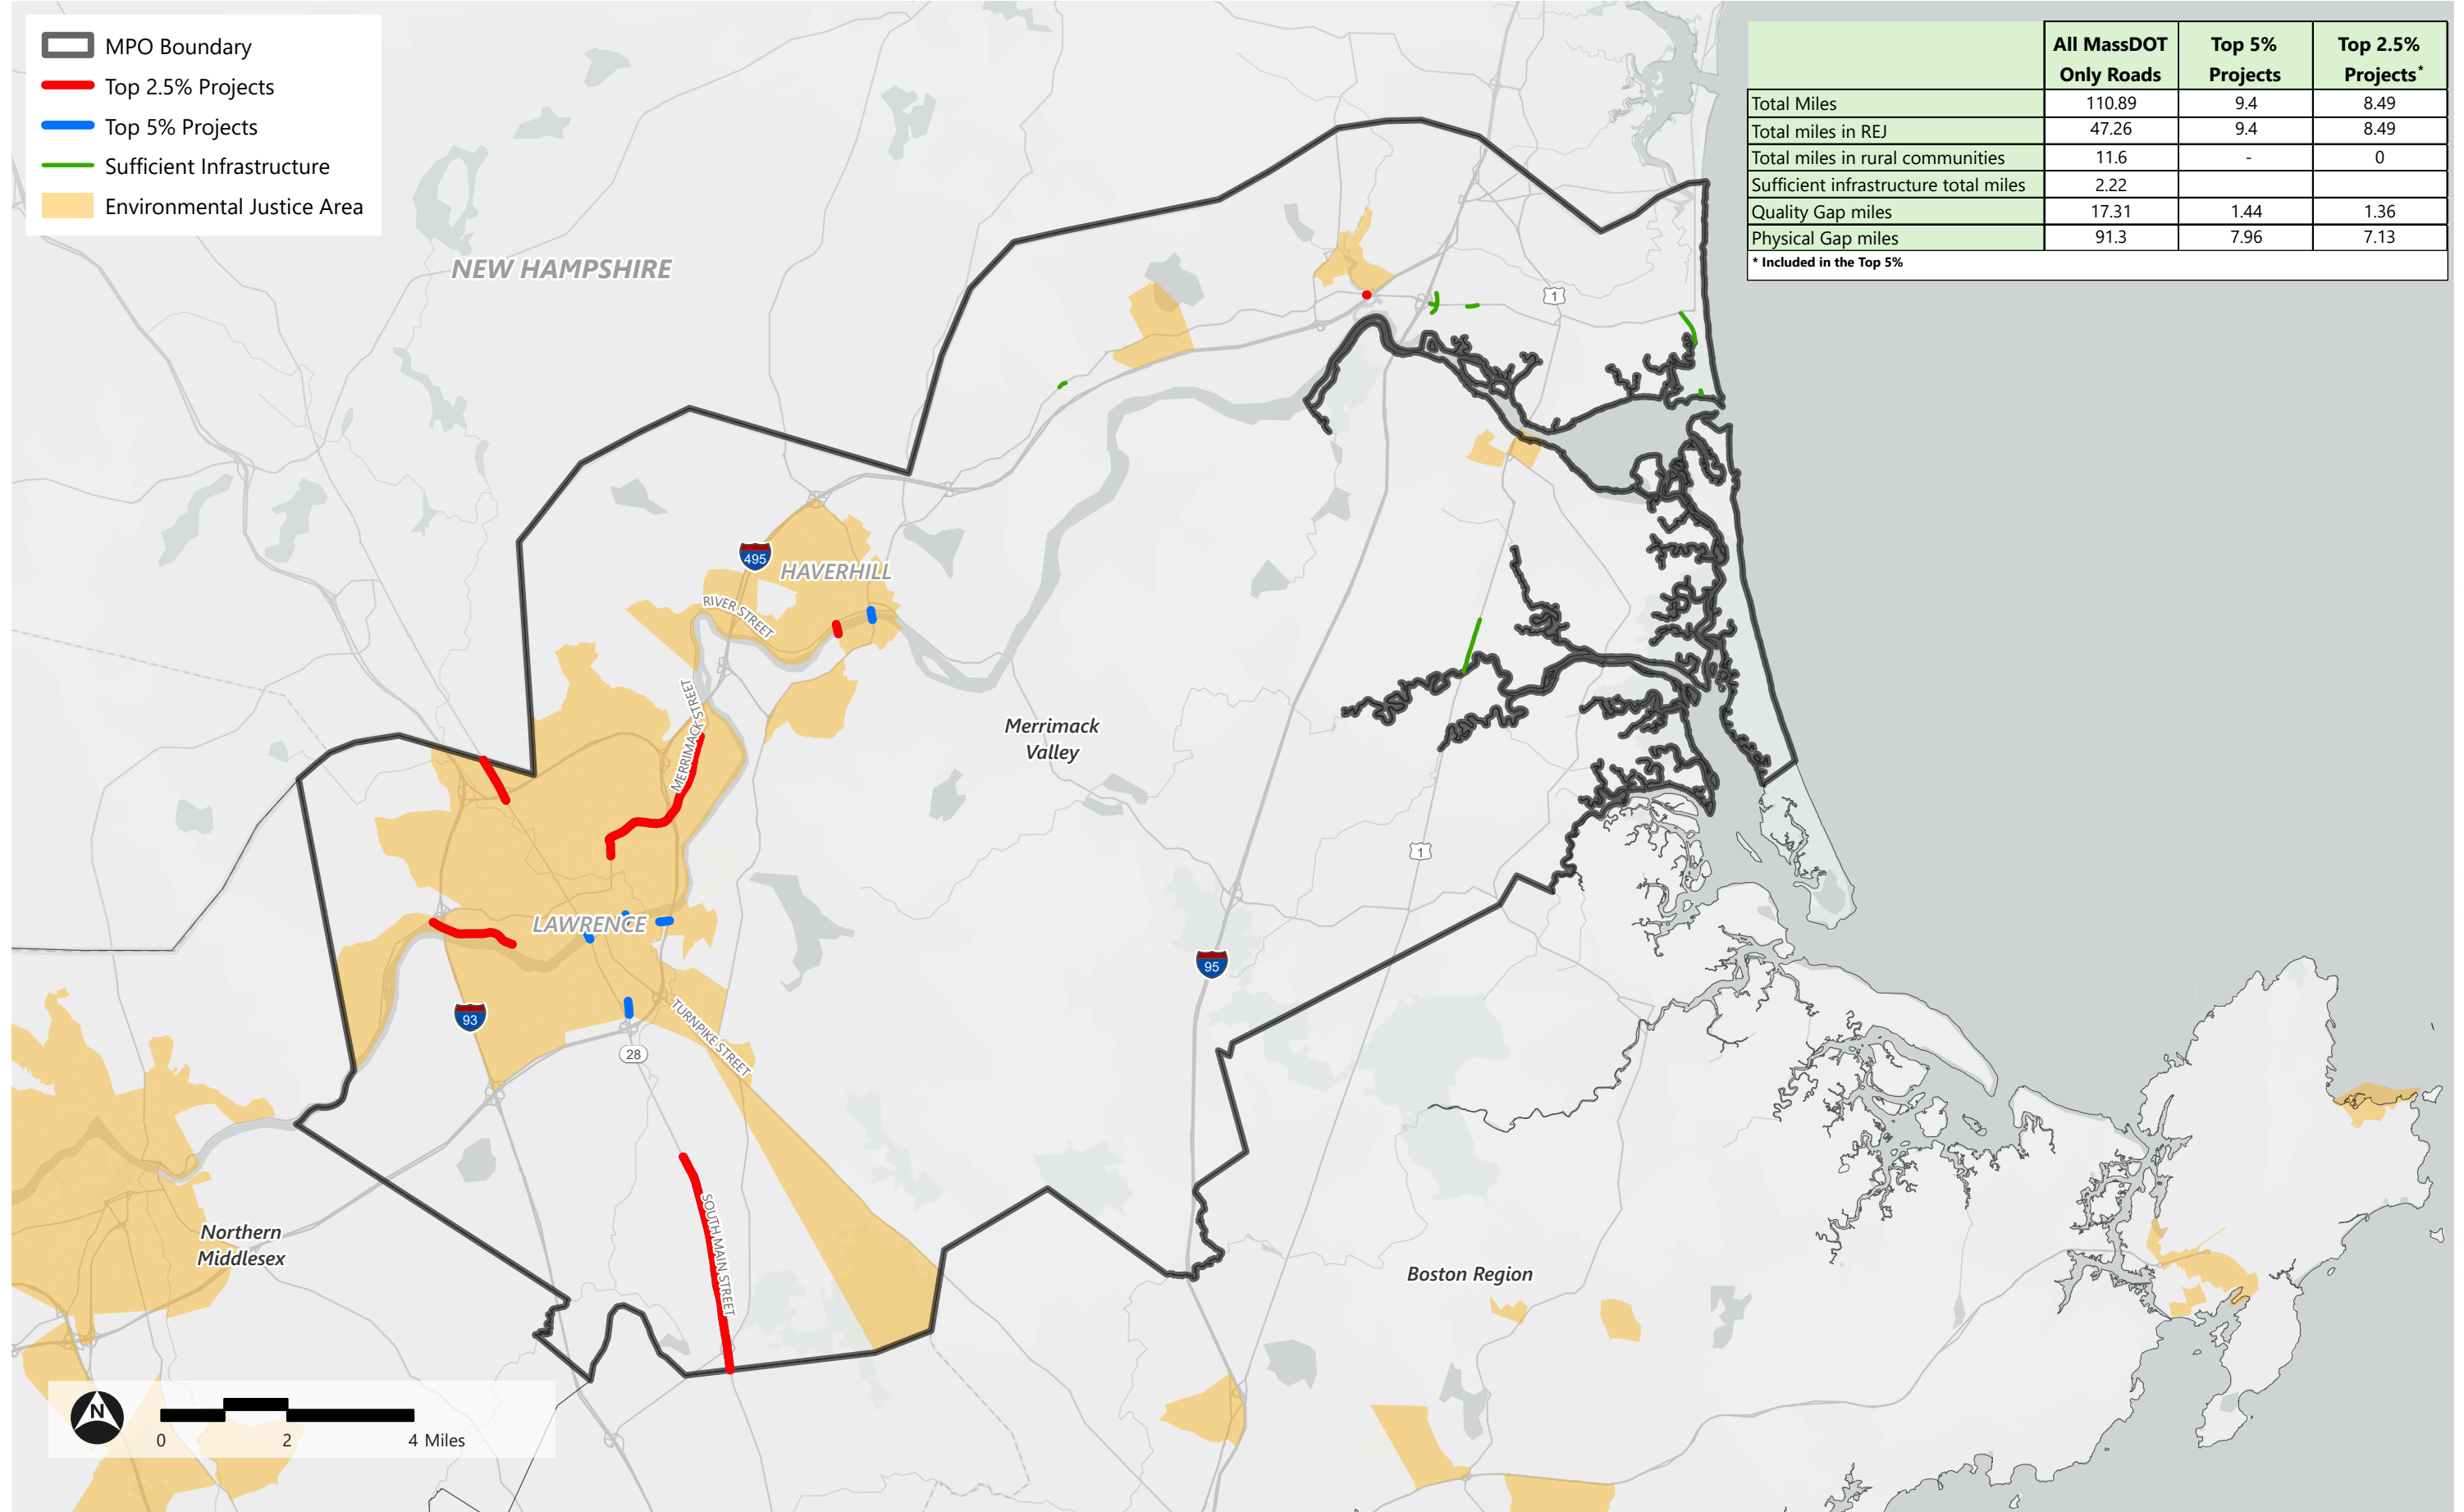 MPO Boundary
Top 2.5% Projects
Top 5% Projects
Sufficient Infrastructure
Environmental Justice Area
All MassDOT Only Roads	Top 5% Projects	Top 2.5% Projects*
Total Miles	110.89	9.4	8.49
Total miles in REJ	47.26	9.4	8.49
Total miles in rural communities	11.6	-	0
Sufficient infrastructure total miles	2.22
Quality Gap miles	17.31	1.44	1.36
Physical Gap miles	91.3	7.96	7.13
* Included in the Top 5%
NEW HAMPSHIRE
1
495
HAVERHILL
RIVER STREET
MERRIMACK STREET
Merrimack
Valley
1
LAWRENCE
95
93
TURNPIKE STREET
28
SOUTH MAIN STREET
Northern
Middlesex
Boston Region
N
0 2 4 Miles